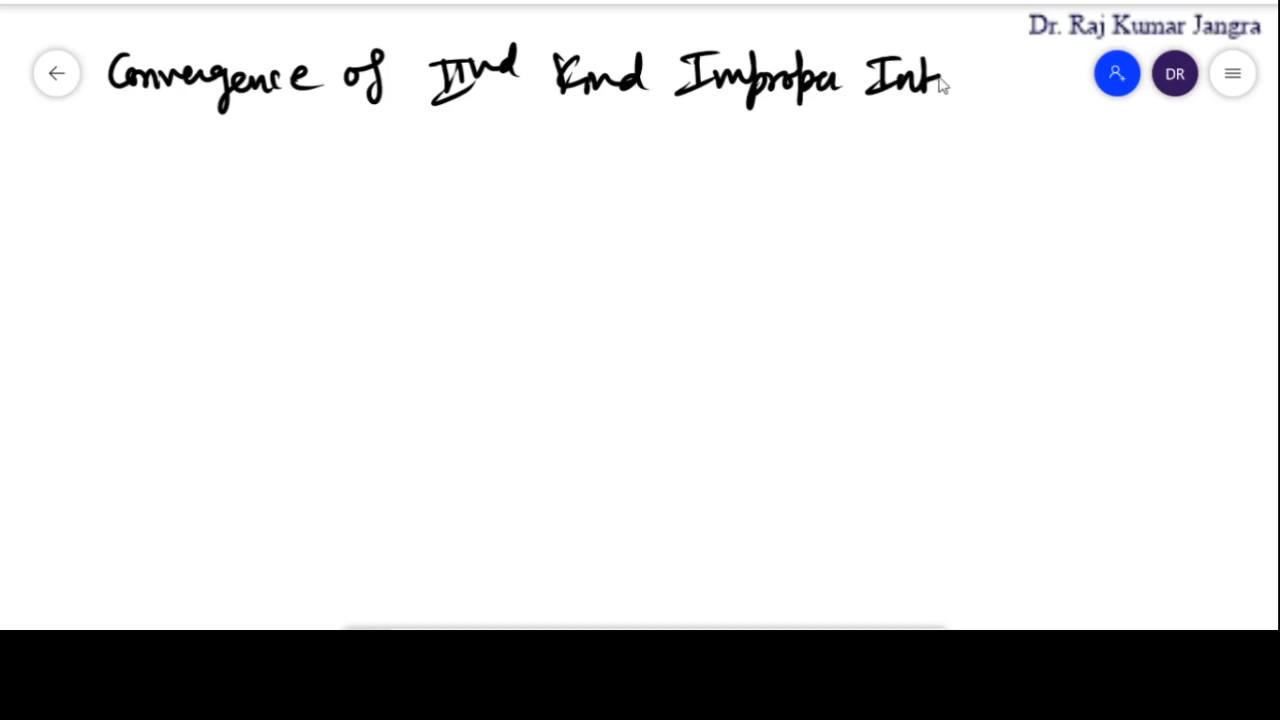 Dr. Raj Kumar Jangra
Convergence of IInd Kind Improper Int
DR